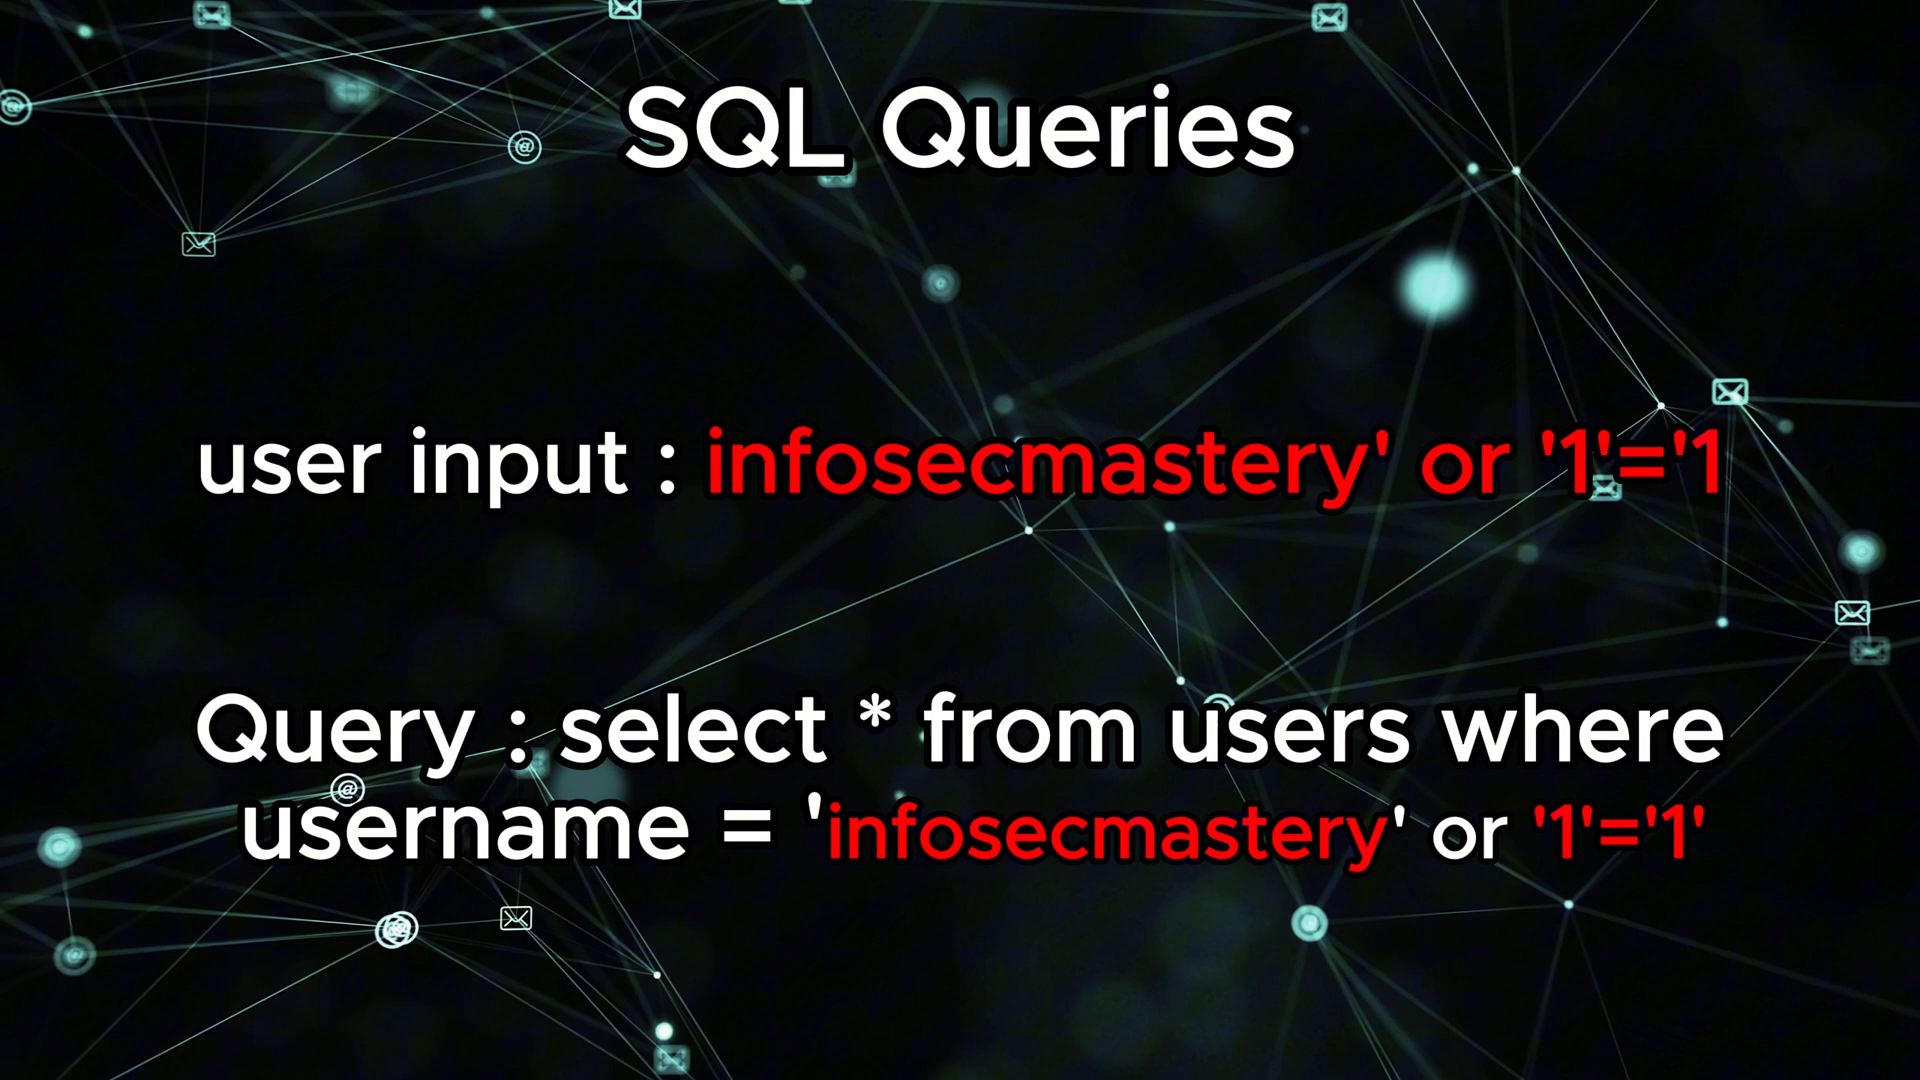 SQL Queries
user input : infosecmastery' or '1'='1
Query : select * from users where
username = 'infosecmastery' or '1'='1'